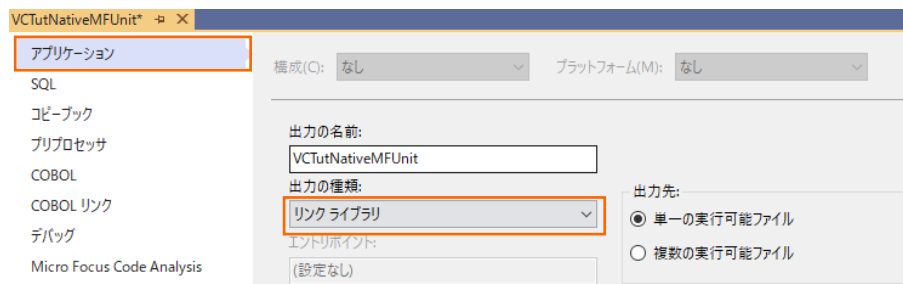 VCTutNativeMFUnit*
アプリケーション
SQL
コピーブック
プリプロセッサ
COBOL
COBOL リンク
デバッグ
Micro Focus Code Analysis
構成(C): なし プラットフォーム(M): なし
出力の名前:
VCTutNativeMFUnit
出力の種類:
リンク ライブラリ
エントリポイント:
(設定なし)
出力先:
単一の実行可能ファイル
複数の実行可能ファイル